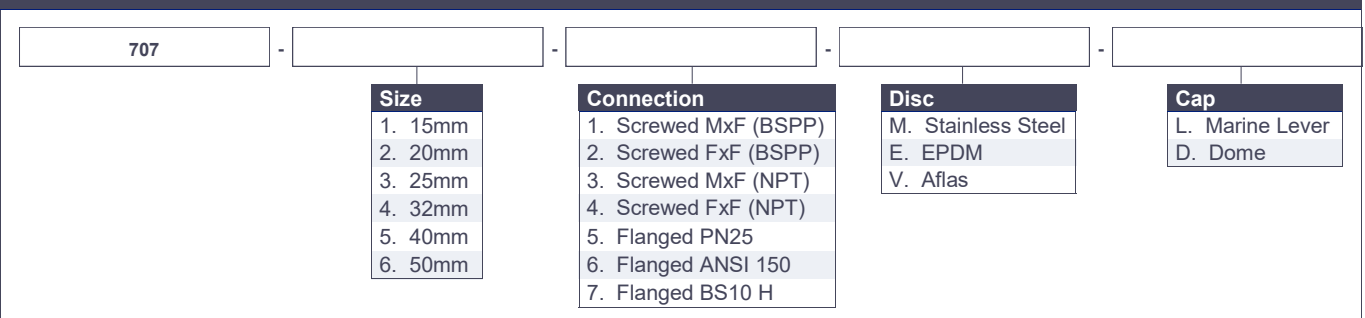 707 - - - -
Size
1. 15mm
2. 20mm
3. 25mm
4. 32mm
5. 40mm
6. 50mm
Connection
1. Screwed MxF (BSPP)
2. Screwed FxF (BSPP)
3. Screwed MxF (NPT)
4. Screwed FxF (NPT)
5. Flanged PN25
6. Flanged ANSI 150
7. Flanged BS10 H
Disc
M. Stainless Steel
E. EPDM
V. Aflas
Cap
L. Marine Lever
D. Dome